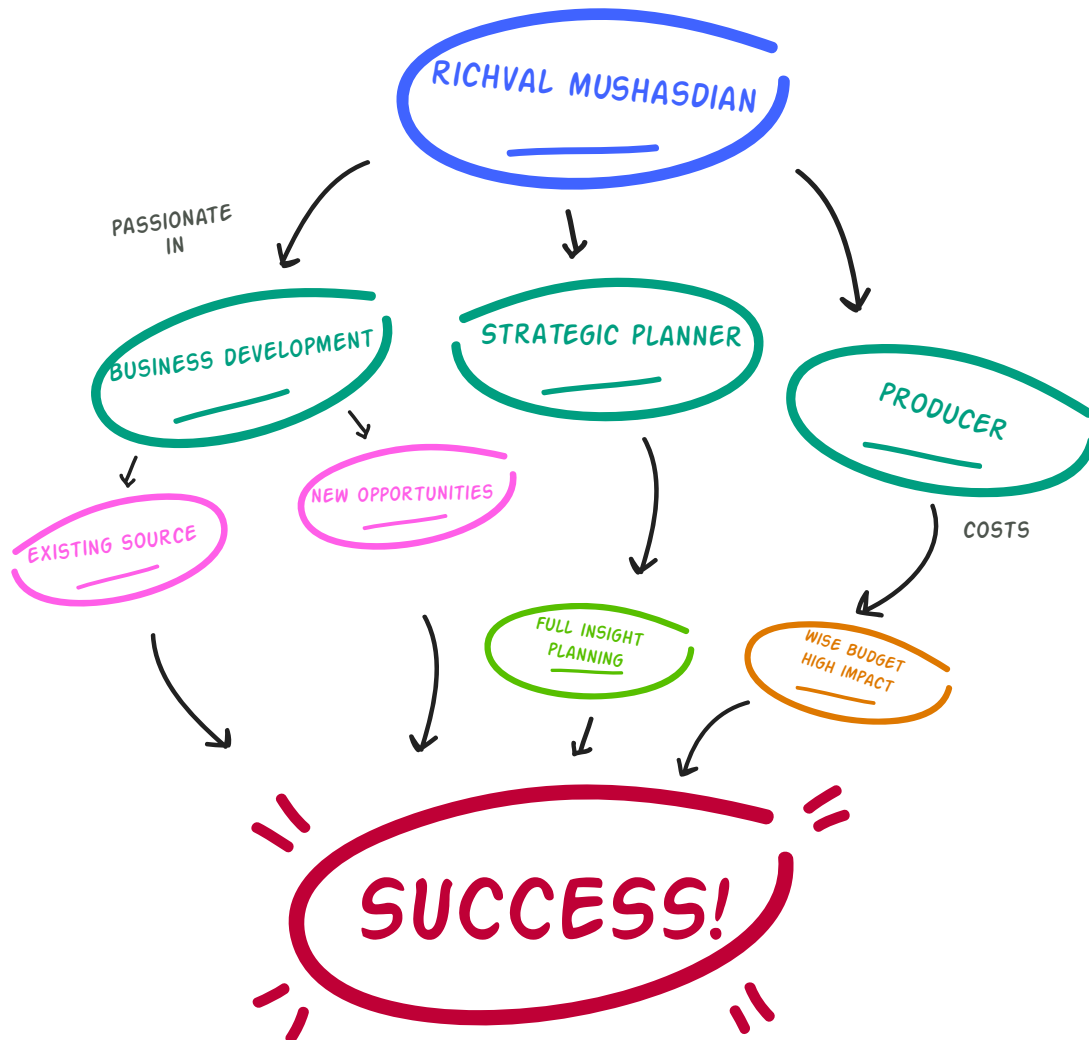 RICHVAL MUSHASDIAN
PASSIONATE
IN
BUSINESS DEVELOPMENT
STRATEGIC PLANNER
PRODUCER
EXISTING SOURCE
NEW OPPORTUNITIES
COSTS
FULL INSIGHT
PLANNING
WISE BUDGET
HIGH IMPACT
SUCCESS!